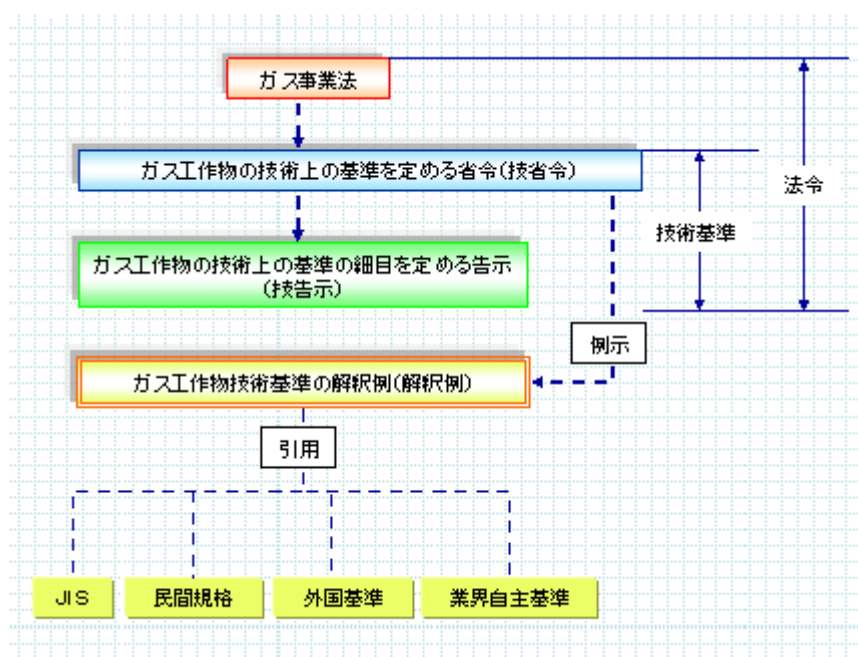 ガス事業法
ガス工作物の技術上の基準を定める省令(技省令)
法令
技術基準
ガス工作物の技術上の基準の細目を定める告示
(技告示)
例示
ガス工作物技術基準の解釈例(解釈例)
引用
JIS
民間規格
外国基準
業界自主基準